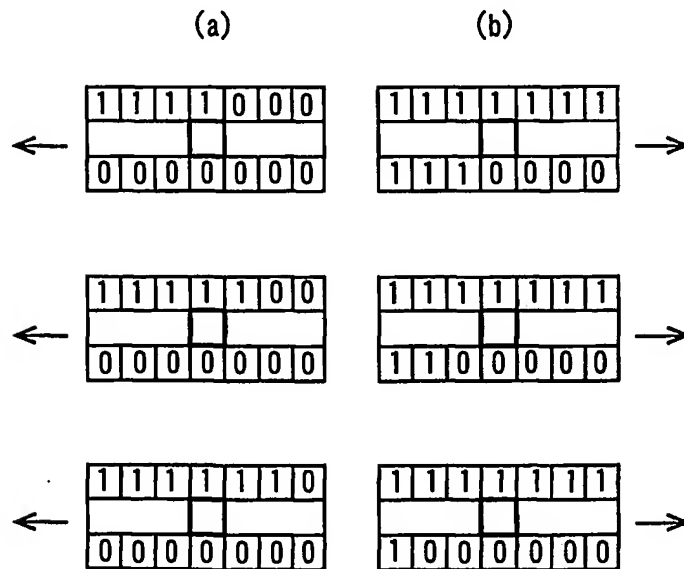 (a) (b)
1 1 1 1 0 0 0 1 1 1 1 1 1 1
0 0 0 0 0 0 0 1 1 1 0 0 0 0
1 1 1 1 1 0 0 1 1 1 1 1 1 1
0 0 0 0 0 0 0 1 1 0 0 0 0 0
1 1 1 1 1 1 0 1 1 1 1 1 1 1
0 0 0 0 0 0 0 1 0 0 0 0 0 0